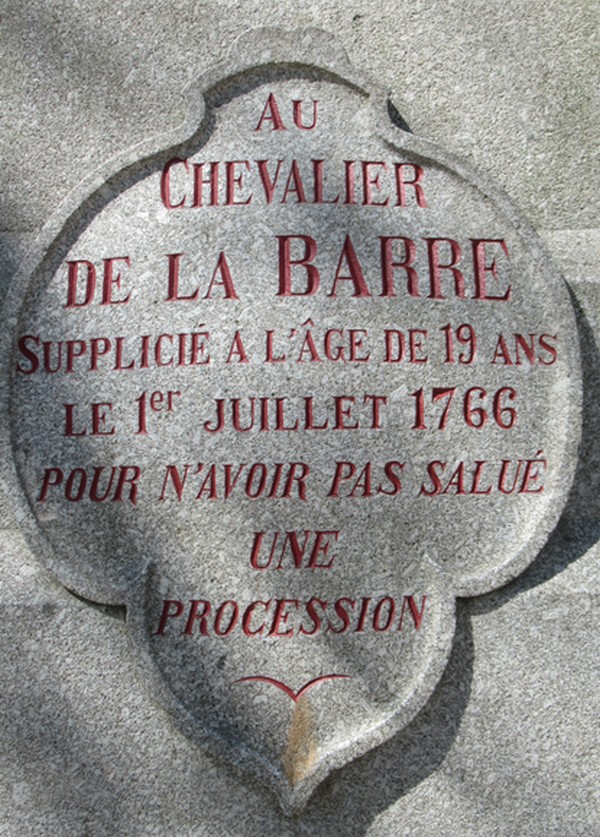 AU
CHEVALIER
DE LA BARRE
SUPPLICIÉ A L'ÂGE DE 19 ANS
LE 1er JUILLET 1766
POUR N'AVOIR PAS SALUÉ
UNE
PROCESSION